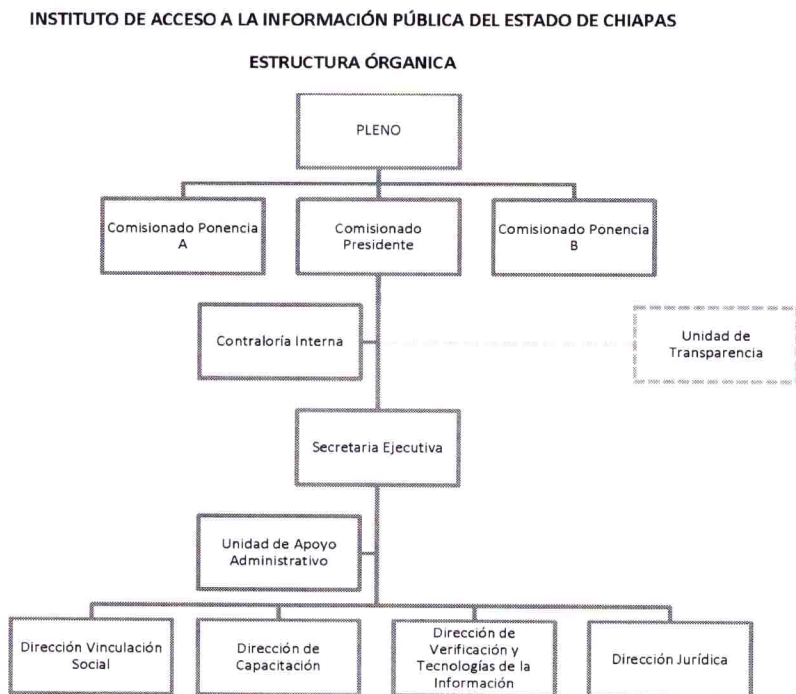 INSTITUTO DE ACCESO A LA INFORMACIÓN PÚBLICA DEL ESTADO DE CHIAPAS
ESTRUCTURA ÓRGANICA
PLENO
Comisionado Ponencia
A
Comisionado
Presidente
Comisionado Ponencia
B
Contraloría Interna
Unidad de
Transparencia
Secretaria Ejecutiva
Unidad de Apoyo
Administrativo
Dirección Vinculación
Social
Dirección de
Capacitación
Dirección de
Verificación y
Tecnologías de la
Información
Dirección Jurídica